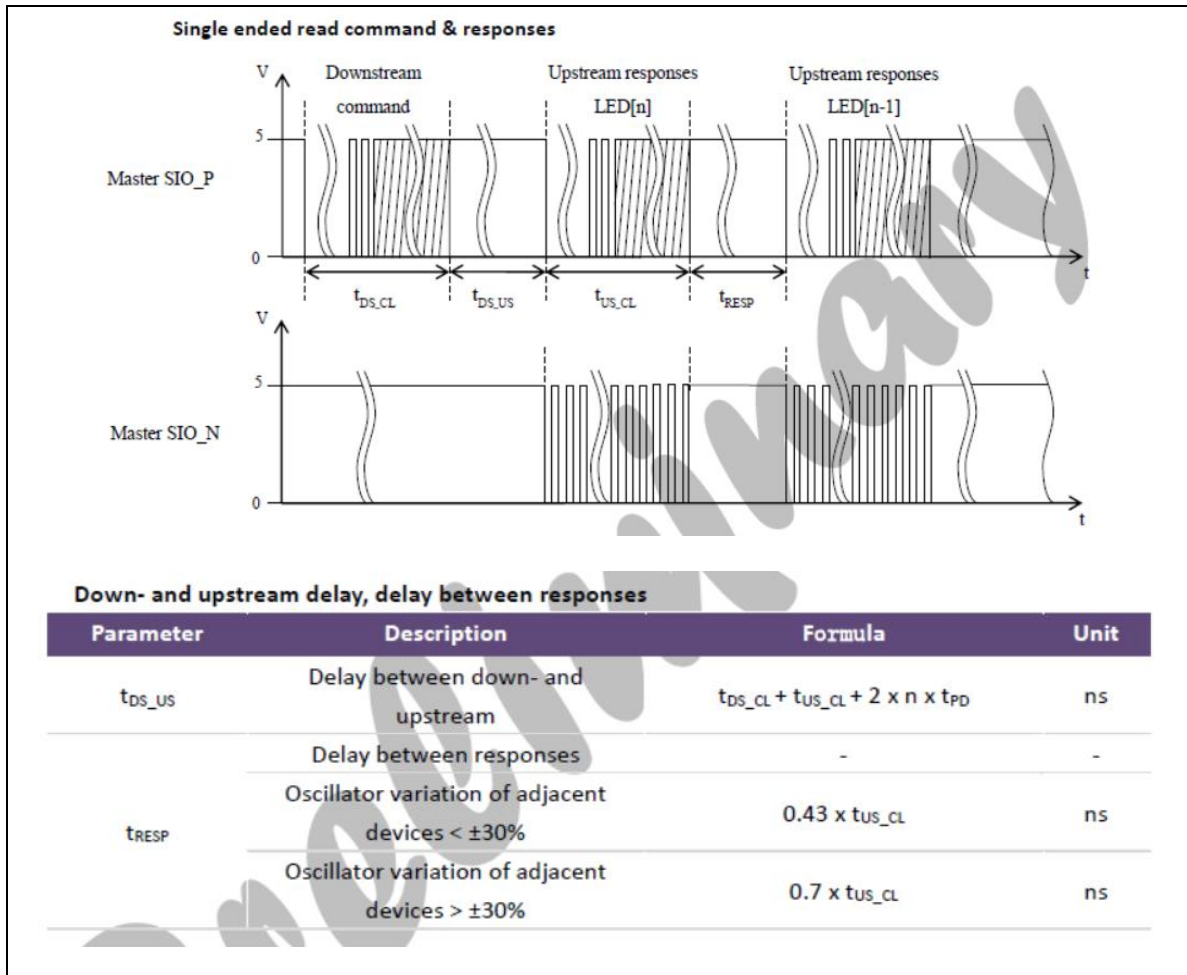 Single ended read command & responses
V
Downstream command
Upstream responses LED[n]
Upstream responses LED[n-1]
5
Master SIO_P
0
t
tDS_CL
tDS_US
tUS_CL
tRESP
V
5
Master SIO_N
0
t
Down- and upstream delay, delay between responses
Parameter Description Formula Unit
tDS_US
Delay between down- and
upstream
tDS_CL + tUS_CL + 2 x n x tPD
ns
Delay between responses - -
tRESP
Oscillator variation of adjacent
devices < ±30%
0.43 x tUS_CL
ns
Oscillator variation of adjacent
devices > ±30%
0.7 x tUS_CL
ns
Preliminary